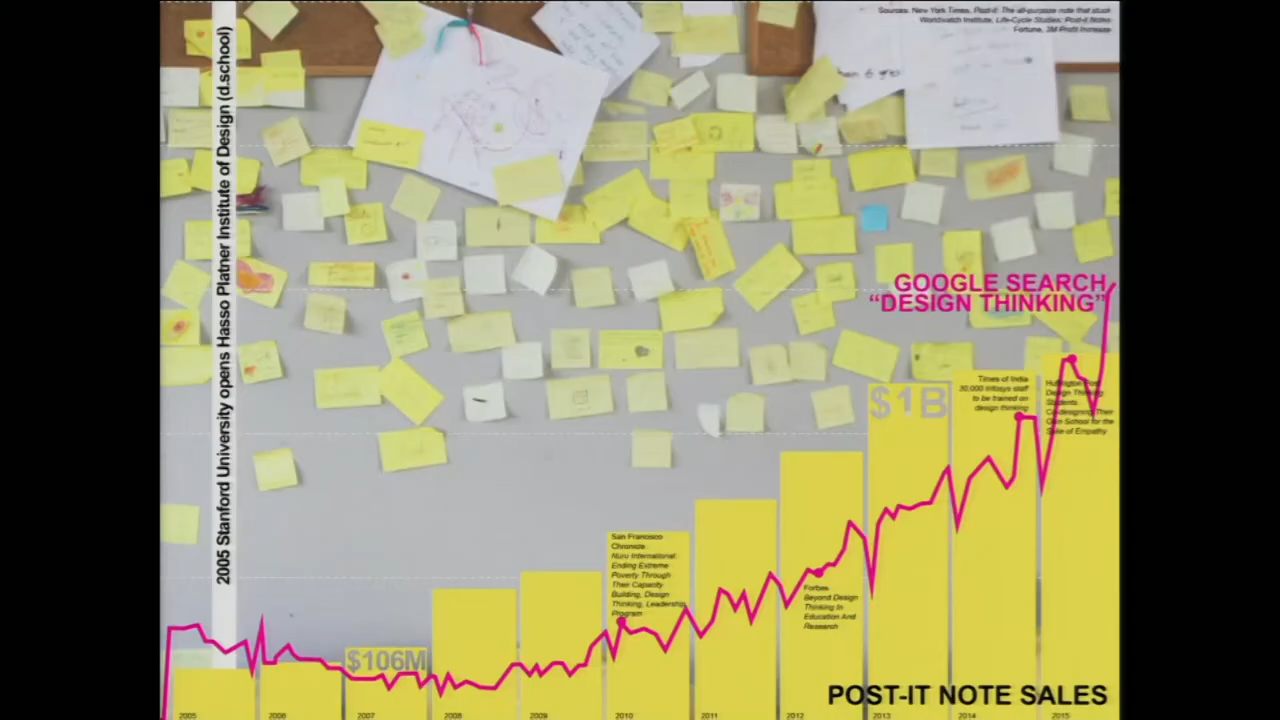 Sources: New York Times, Post-it: The all-purpose note that stuck
Worldwatch Institute, Life-Cycle Studies: Post-it Notes
Fortune, 3M Profit Increase
2005 Stanford University opens Hasso Platner Institute of Design (d.school)
GOOGLE SEARCH
“DESIGN THINKING”
$1B
Times of India
30,000 Infosys staff
to be trained on
design thinking
Huffington Post
Design Thinking
Students
Co-designing Their
Own School for the
Sake of Empathy
San Francisco
Chronicle
Nuru International:
Ending Extreme
Poverty Through
Their Capacity
Building, Design
Thinking, Leadership
Program
Forbes
Beyond Design
Thinking In
Education And
Research
$106M
POST-IT NOTE SALES
2005 2006 2007 2008 2009 2010 2011 2012 2013 2014 2015